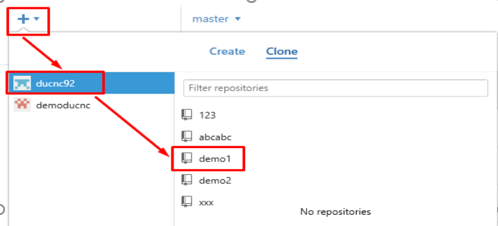 + master
Create Clone
ducnc92
demoducnc
Filter repositories
123
abcabc
demo1
demo2
xxx
No repositories